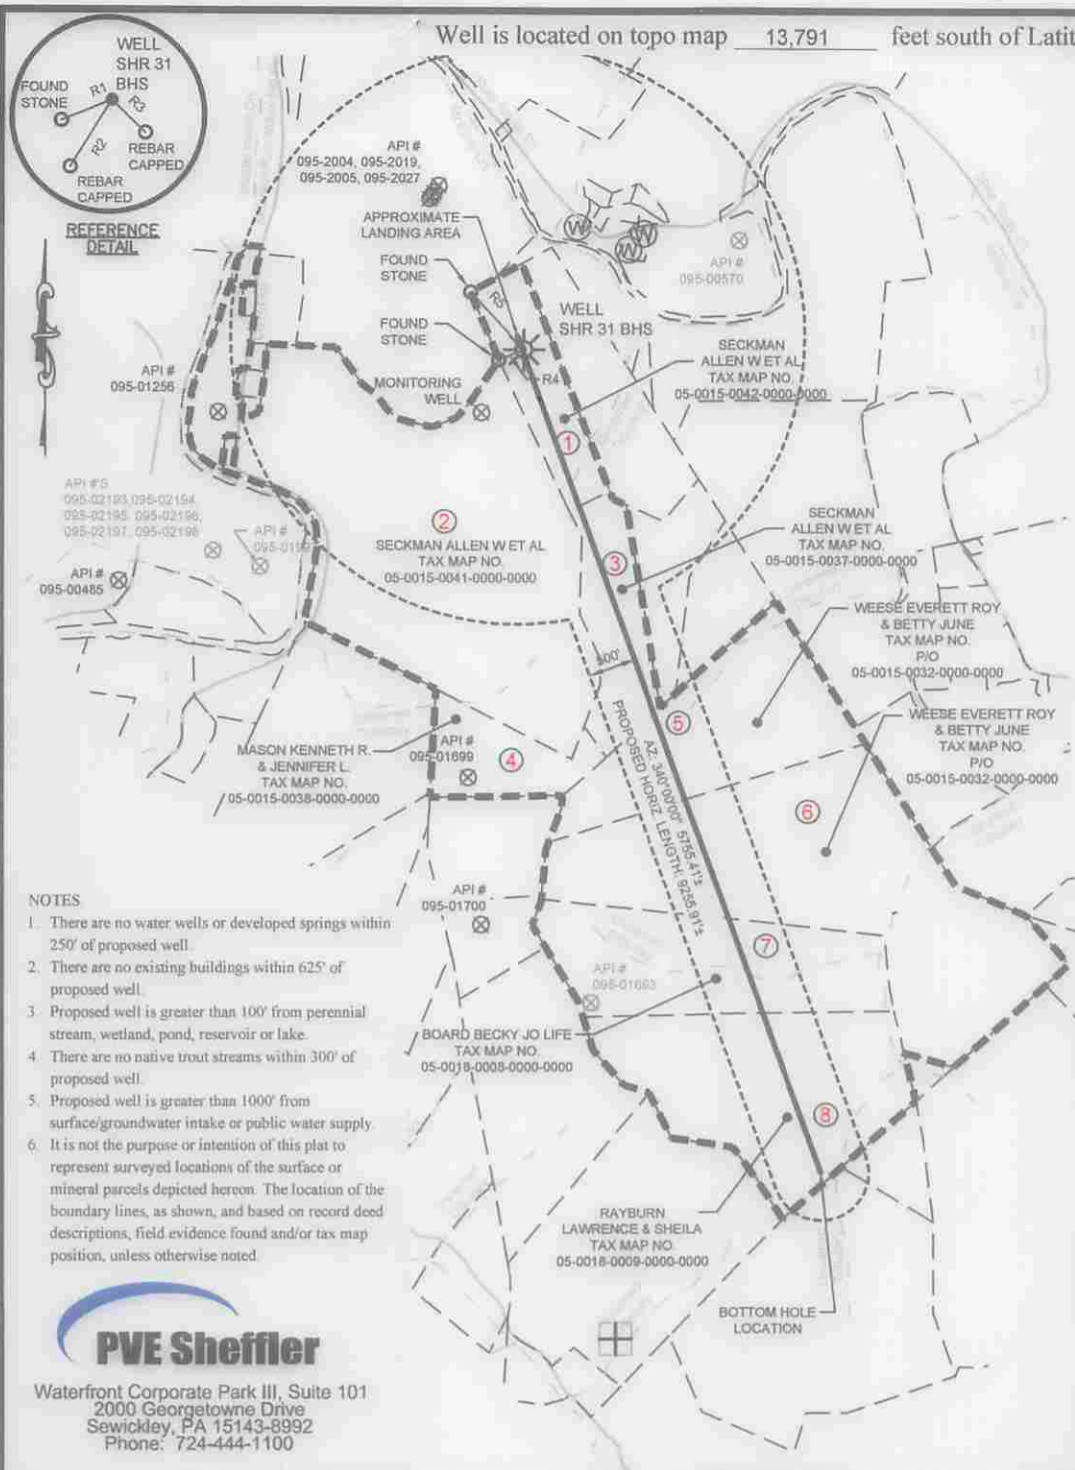 Well is located on topo map 13,791 feet south of Latit
WELL
SHR 31
BHS
FOUND
STONE
R1
R3
R2
REBAR
CAPPED
REBAR
CAPPED
REFERENCE
DETAIL
API #
095-2004, 095-2019,
095-2005, 095-2027
APPROXIMATE
LANDING AREA
FOUND
STONE
FOUND
STONE
W
W
W
API #
095-00570
WELL
SHR 31 BHS
R4
SECKMAN
ALLEN W ET AL
TAX MAP NO.
05-0015-0042-0000-0000
API #
095-01256
MONITORING
WELL
1
API #'S
095-02193, 095-02194,
095-02195, 095-02196,
095-02197, 095-02198
API #
API #
095-00485
2
SECKMAN ALLEN W ET AL
TAX MAP NO.
05-0015-0041-0000-0000
3
SECKMAN
ALLEN W ET AL
TAX MAP NO.
05-0015-0037-0000-0000
WEESE EVERETT ROY
& BETTY JUNE
TAX MAP NO.
P/O
05-0015-0032-0000-0000
500'
5
WEESE EVERETT ROY
& BETTY JUNE
TAX MAP NO.
P/O
05-0015-0032-0000-0000
MASON KENNETH R.
& JENNIFER L.
TAX MAP NO.
05-0015-0038-0000-0000
API #
095-01699
4
AZ: 340°00'00" 5755.41'±
PROPOSED HORIZ. LENGTH: 9256.91'±
6
API #
095-01700
7
API #
095-01693
BOARD BECKY JO LIFE
TAX MAP NO.
05-0018-0008-0000-0000
8
RAYBURN
LAWRENCE & SHEILA
TAX MAP NO.
05-0018-0009-0000-0000
BOTTOM HOLE
LOCATION
NOTES
1. There are no water wells or developed springs within
250' of proposed well.
2. There are no existing buildings within 625' of
proposed well.
3. Proposed well is greater than 100' from perennial
stream, wetland, pond, reservoir or lake.
4. There are no native trout streams within 300' of
proposed well.
5. Proposed well is greater than 1000' from
surface/groundwater intake or public water supply.
6. It is not the purpose or intention of this plat to
represent surveyed locations of the surface or
mineral parcels depicted hereon. The location of the
boundary lines, as shown, and based on record deed
descriptions, field evidence found and/or tax map
position, unless otherwise noted.
PVE Sheffler
Waterfront Corporate Park III, Suite 101
2000 Georgetowne Drive
Sewickley, PA 15143-8992
Phone: 724-444-1100